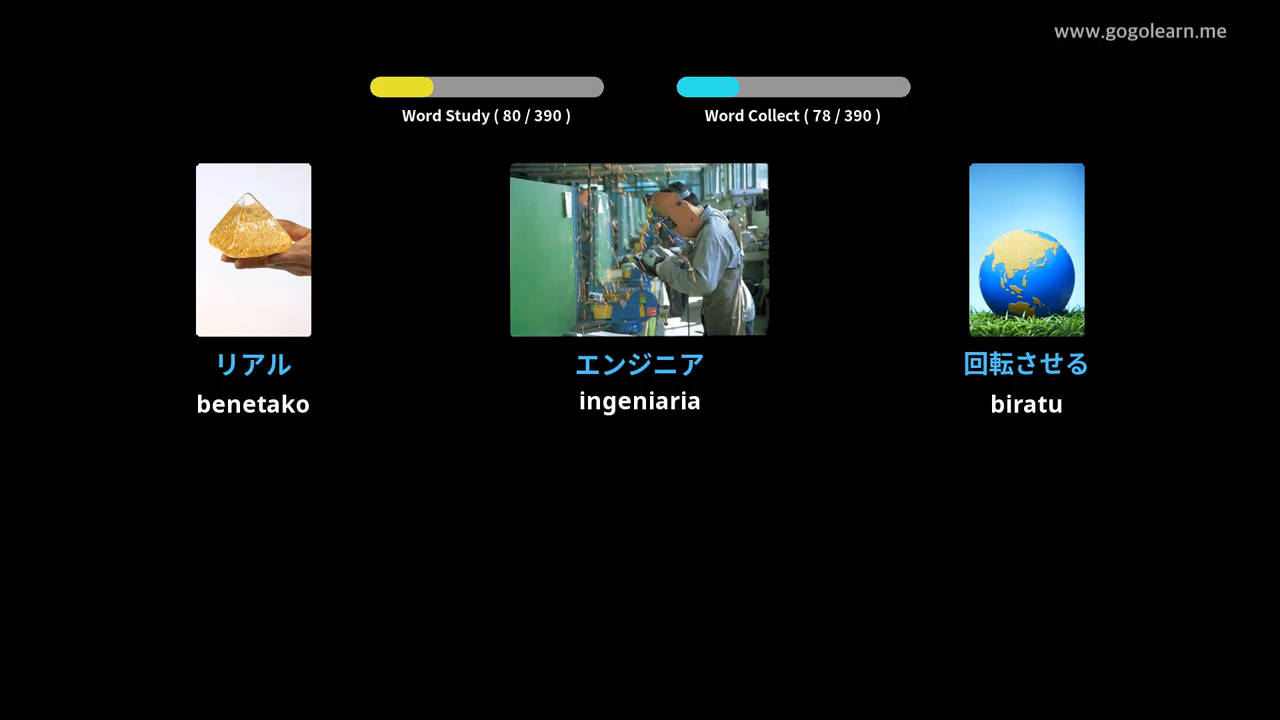 www.gogolearn.me
Word Study ( 80 / 390 )
Word Collect ( 78 / 390 )
リアル
benetako
エンジニア
ingeniaria
回転させる
biratu